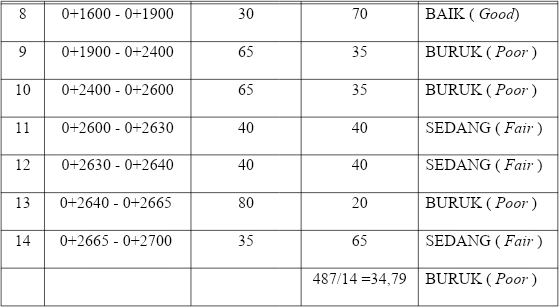 8 0+1600 - 0+1900 30 70 BAIK ( Good)
9 0+1900 - 0+2400 65 35 BURUK ( Poor )
10 0+2400 - 0+2600 65 35 BURUK ( Poor )
11 0+2600 - 0+2630 40 40 SEDANG ( Fair )
12 0+2630 - 0+2640 40 40 SEDANG ( Fair )
13 0+2640 - 0+2665 80 20 BURUK ( Poor )
14 0+2665 - 0+2700 35 65 SEDANG ( Fair )
487/14 =34,79 BURUK ( Poor )